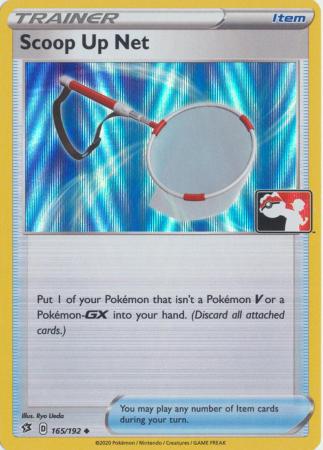 TRAINER Item
Scoop Up Net
Put 1 of your Pokémon that isn't a Pokémon V or a
Pokémon-GX into your hand. (Discard all attached
cards.)
Illus. Ryo Ueda
D 165/192
You may play any number of Item cards
during your turn.
©2020 Pokémon / Nintendo / Creatures / GAME FREAK